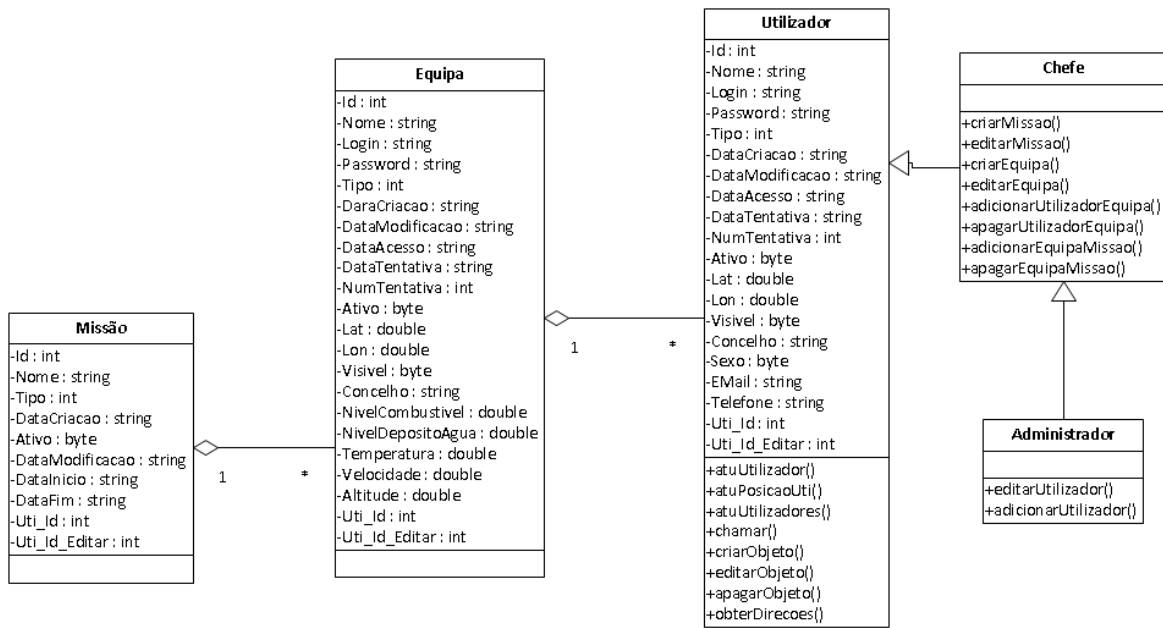 Missão
-Id : int
-Nome : string
-Tipo : int
-DataCriacao : string
-Ativo : byte
-DataModificacao : string
-DataInicio : string
-DataFim : string
-Uti_Id : int
-Uti_Id_Editar : int
1
*
Equipa
-Id : int
-Nome : string
-Login : string
-Password : string
-Tipo : int
-DaraCriacao : string
-DataModificacao : string
-DataAcesso : string
-DataTentativa : string
-NumTentativa : int
-Ativo : byte
-Lat : double
-Lon : double
-Visivel : byte
-Concelho : string
-NivelCombustivel : double
-NivelDepositoAgua : double
-Temperatura : double
-Velocidade : double
-Altitude : double
-Uti_Id : int
-Uti_Id_Editar : int
1
*
Utilizador
-Id : int
-Nome : string
-Login : string
-Password : string
-Tipo : int
-DataCriacao : string
-DataModificacao : string
-DataAcesso : string
-DataTentativa : string
-NumTentativa : int
-Ativo : byte
-Lat : double
-Lon : double
-Visivel : byte
-Concelho : string
-Sexo : byte
-EMail : string
-Telefone : string
-Uti_Id : int
-Uti_Id_Editar : int
+atuUtilizador()
+atuPosicaoUti()
+atuUtilizadores()
+chamar()
+criarObjeto()
+editarObjeto()
+apagarObjeto()
+obterDirecoes()
Chefe
+criarMissao()
+editarMissao()
+criarEquipa()
+editarEquipa()
+adicionarUtilizadorEquipa()
+apagarUtilizadorEquipa()
+adicionarEquipaMissao()
+apagarEquipaMissao()
Administrador
+editarUtilizador()
+adicionarUtilizador()